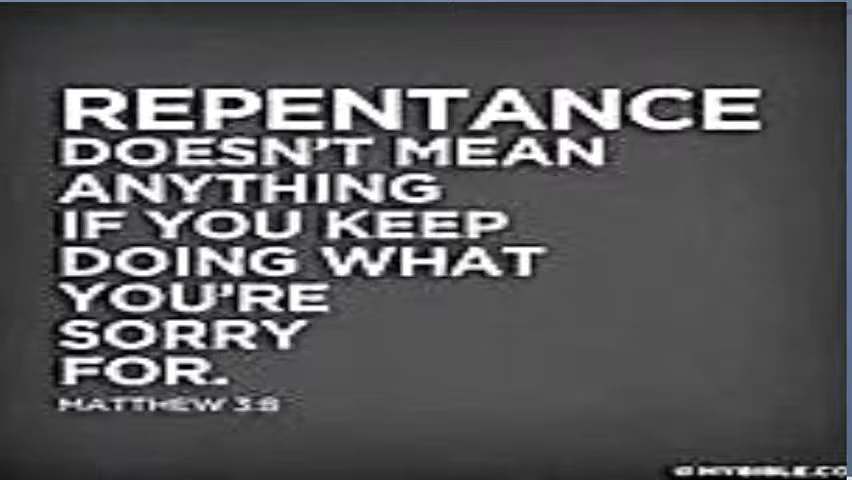 REPENTANCE
DOESN'T MEAN
ANYTHING
IF YOU KEEP
DOING WHAT
YOU'RE
SORRY
FOR.
MATTHEW 3:8